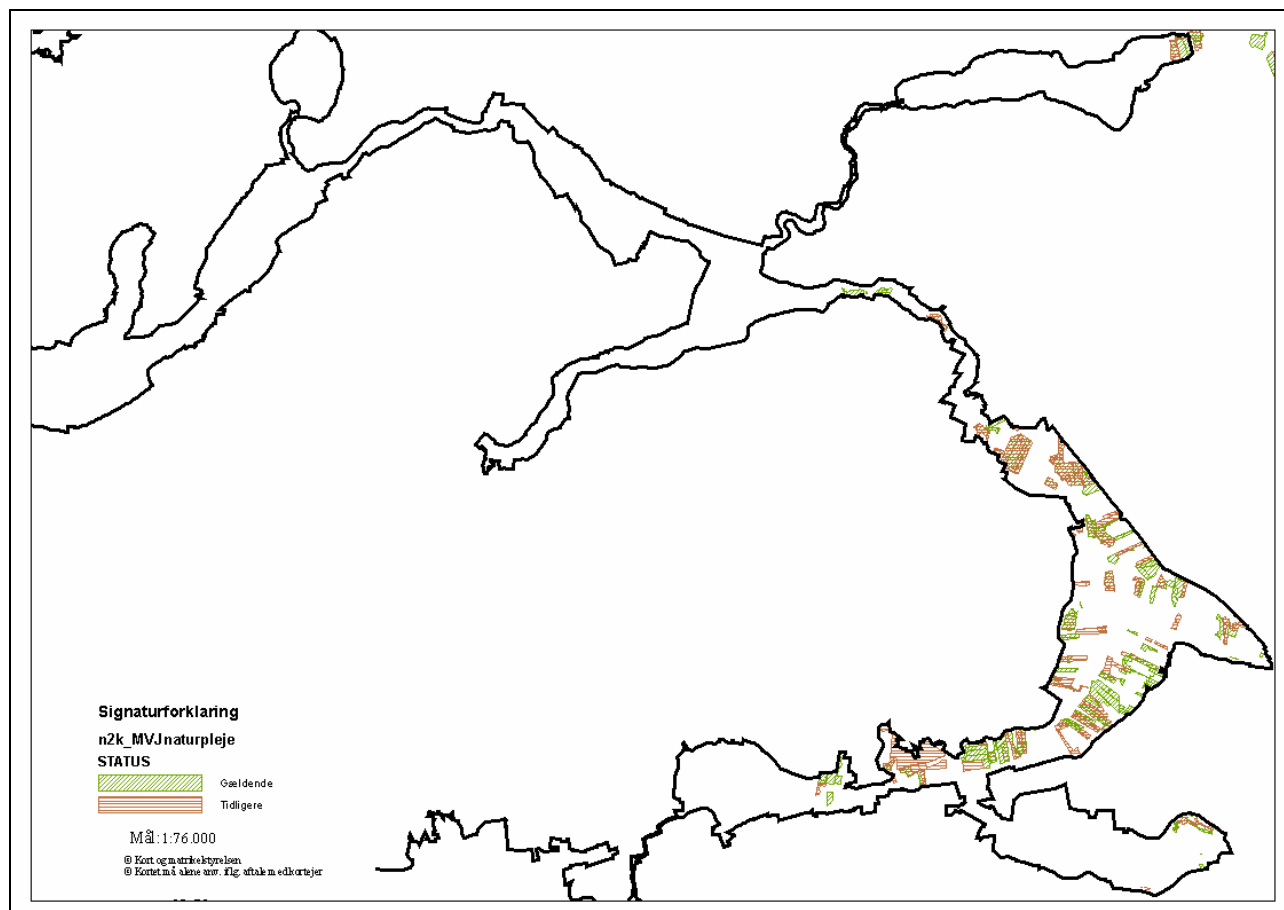 Signaturforklaring
n2k_MVJnaturpleje
STATUS
Gældende
Tidligere
Mål: 1:76.000
© Kort og matrikelstyrelsen
© Kortet må alene anv. iflg. aftale med kortejer